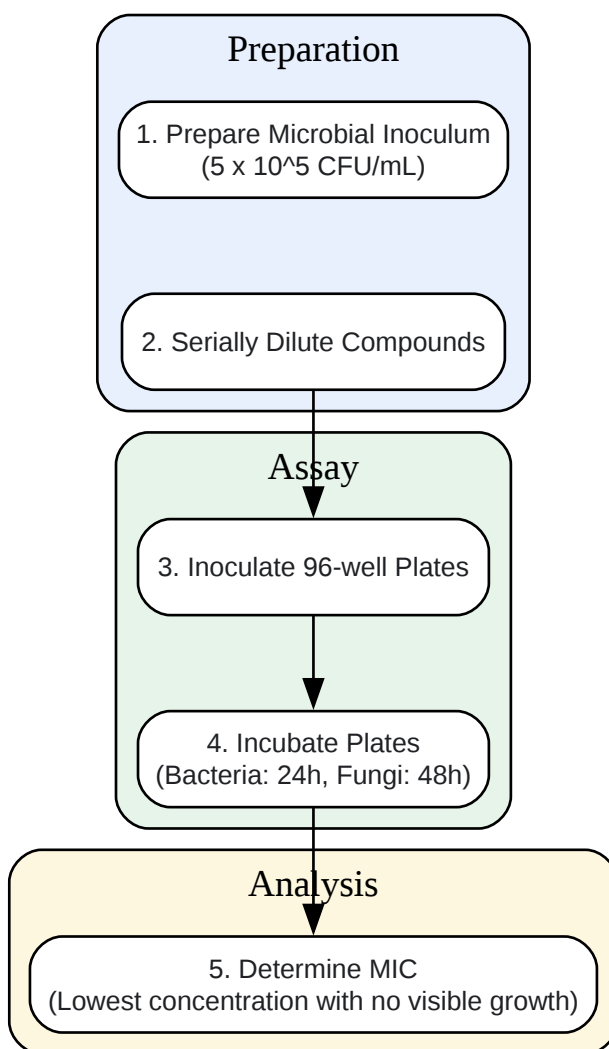 Preparation
1. Prepare Microbial Inoculum
(5 x 10^5 CFU/mL)
2. Serially Dilute Compounds
Assay
3. Inoculate 96-well Plates
4. Incubate Plates
(Bacteria: 24h, Fungi: 48h)
Analysis
5. Determine MIC
(Lowest concentration with no visible growth)